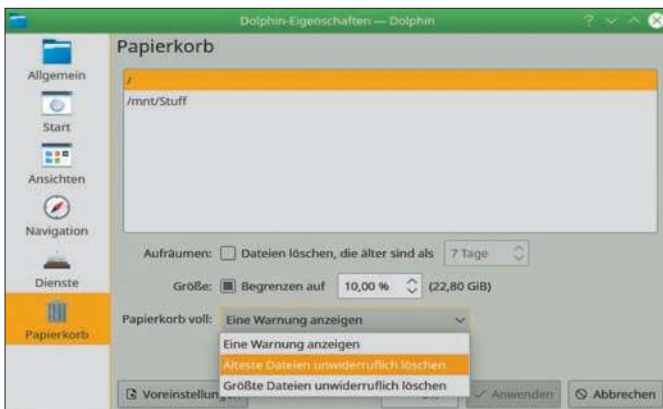 Dolphin-Eigenschaften — Dolphin
Allgemein
Start
Ansichten
Navigation
Dienste
Papierkorb
Papierkorb
/
/mnt/Stuff
Aufräumen: Dateien löschen, die älter sind als 7 Tage
Größe: Begrenzen auf 10,00 % (22,80 GiB)
Papierkorb voll: Eine Warnung anzeigen
Eine Warnung anzeigen
Älteste Dateien unwiderruflich löschen
Größte Dateien unwiderruflich löschen
Anwenden
Abbrechen